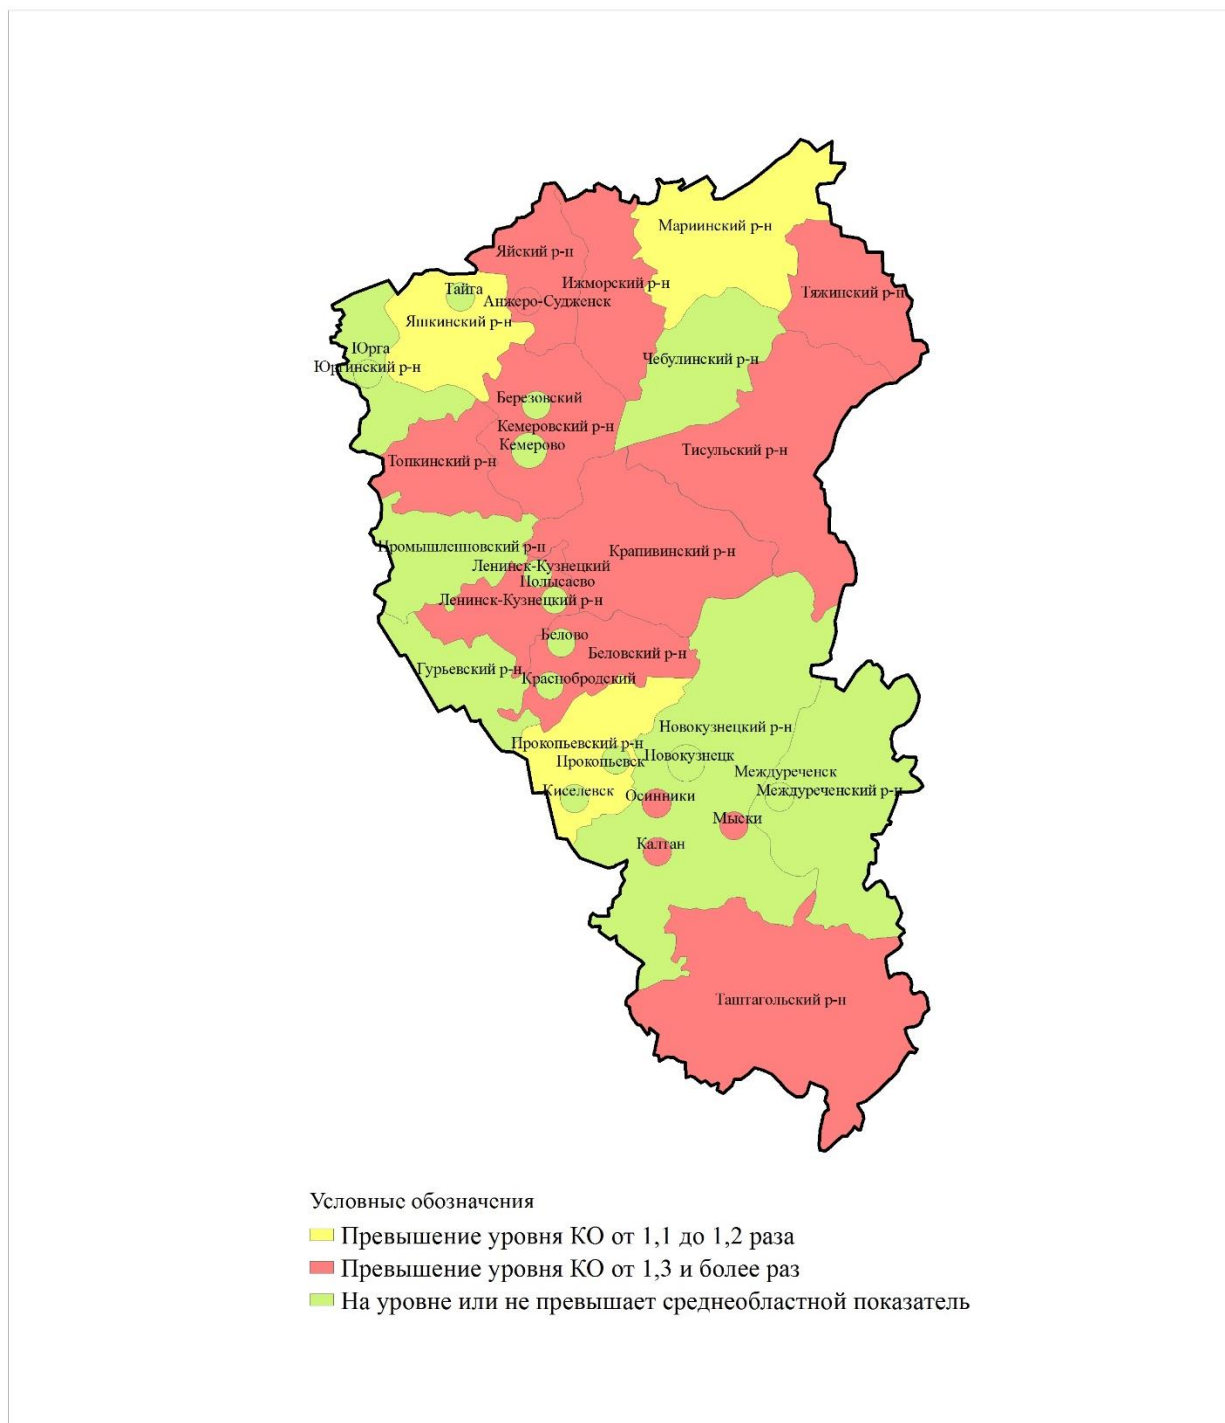 Мариинский р-н
Яйский р-н
Ижморский р-н
Тяжинский р-н
Тайга
Анжеро-Судженск
Яшкинский р-н
Юрга
Чебулинский р-н
Юргинский р-н
Березовский
Кемеровский р-н
Кемерово
Тисульский р-н
Топкинский р-н
Промышленновский р-н
Крапивинский р-н
Ленинск-Кузнецкий
Полысаево
Ленинск-Кузнецкий р-н
Белово
Беловский р-н
Гурьевский р-н
Краснобродский
Новокузнецкий р-н
Прокопьевский р-н
Новокузнецк
Прокопьевск
Междуреченск
Киселевск
Осинники
Междуреченский р-н
Мыски
Калтан
Таштагольский р-н
Условные обозначения
Превышение уровня КО от 1,1 до 1,2 раза
Превышение уровня КО от 1,3 и более раз
На уровне или не превышает среднеобластной показатель